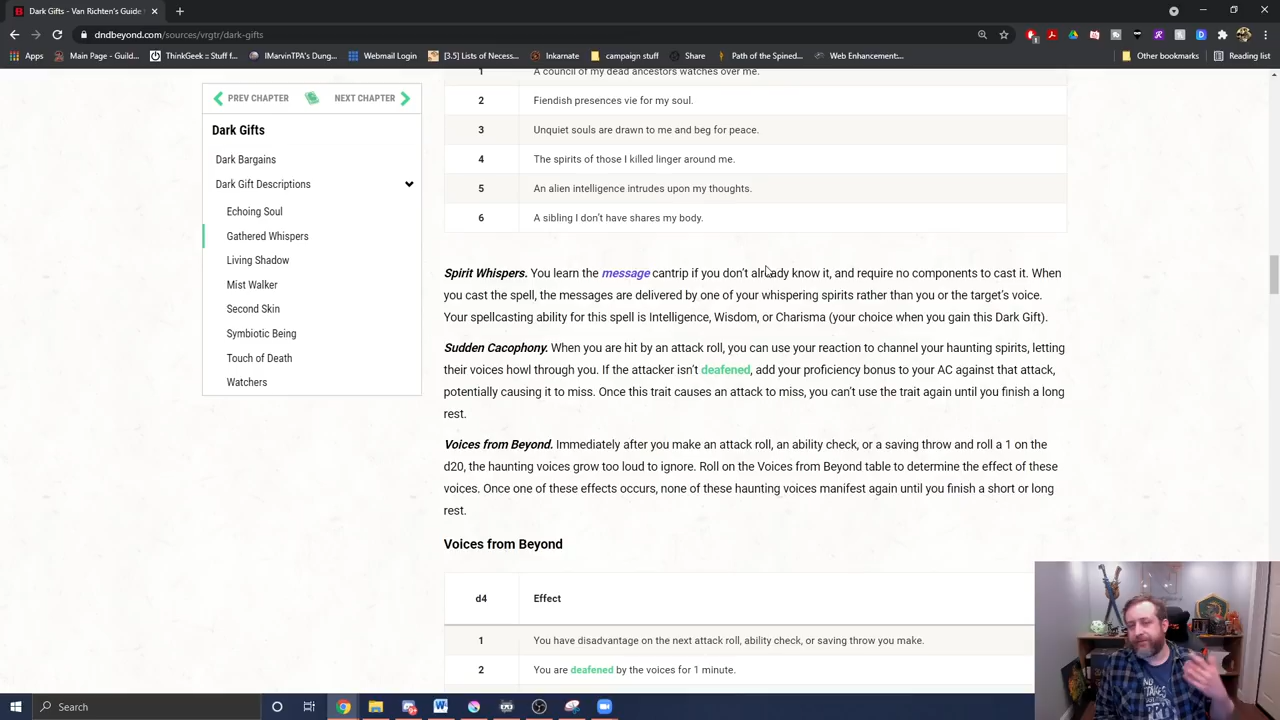 Dark Gifts - Van Richten's Guide
dndbeyond.com/sources/vrgtr/dark-gifts
Apps
Main Page - Guild
ThinkGeek :: Stuff f...
IMarvinTPA's Dung...
Webmail Login
[3.5] Lists of Necess...
Inkarnate
campaign stuff
Share
Path of the Spined...
Web Enhancement:...
Other bookmarks
Reading list
PREV CHAPTER
NEXT CHAPTER
Dark Gifts
Dark Bargains
Dark Gift Descriptions
Echoing Soul
Gathered Whispers
Living Shadow
Mist Walker
Second Skin
Symbiotic Being
Touch of Death
Watchers
1 A council of my dead ancestors watches over me.
2 Fiendish presences vie for my soul.
3 Unquiet souls are drawn to me and beg for peace.
4 The spirits of those I killed linger around me.
5 An alien intelligence intrudes upon my thoughts.
6 A sibling I don't have shares my body.
Spirit Whispers. You learn the message cantrip if you don't already know it, and require no components to cast it. When
you cast the spell, the messages are delivered by one of your whispering spirits rather than you or the target's voice.
Your spellcasting ability for this spell is Intelligence, Wisdom, or Charisma (your choice when you gain this Dark Gift).
Sudden Cacophony. When you are hit by an attack roll, you can use your reaction to channel your haunting spirits, letting
their voices howl through you. If the attacker isn't deafened, add your proficiency bonus to your AC against that attack,
potentially causing it to miss. Once this trait causes an attack to miss, you can't use the trait again until you finish a long
rest.
Voices from Beyond. Immediately after you make an attack roll, an ability check, or a saving throw and roll a 1 on the
d20, the haunting voices grow too loud to ignore. Roll on the Voices from Beyond table to determine the effect of these
voices. Once one of these effects occurs, none of these haunting voices manifest again until you finish a short or long
rest.
Voices from Beyond
d4 Effect
1 You have disadvantage on the next attack roll, ability check, or saving throw you make.
2 You are deafened by the voices for 1 minute.
Search